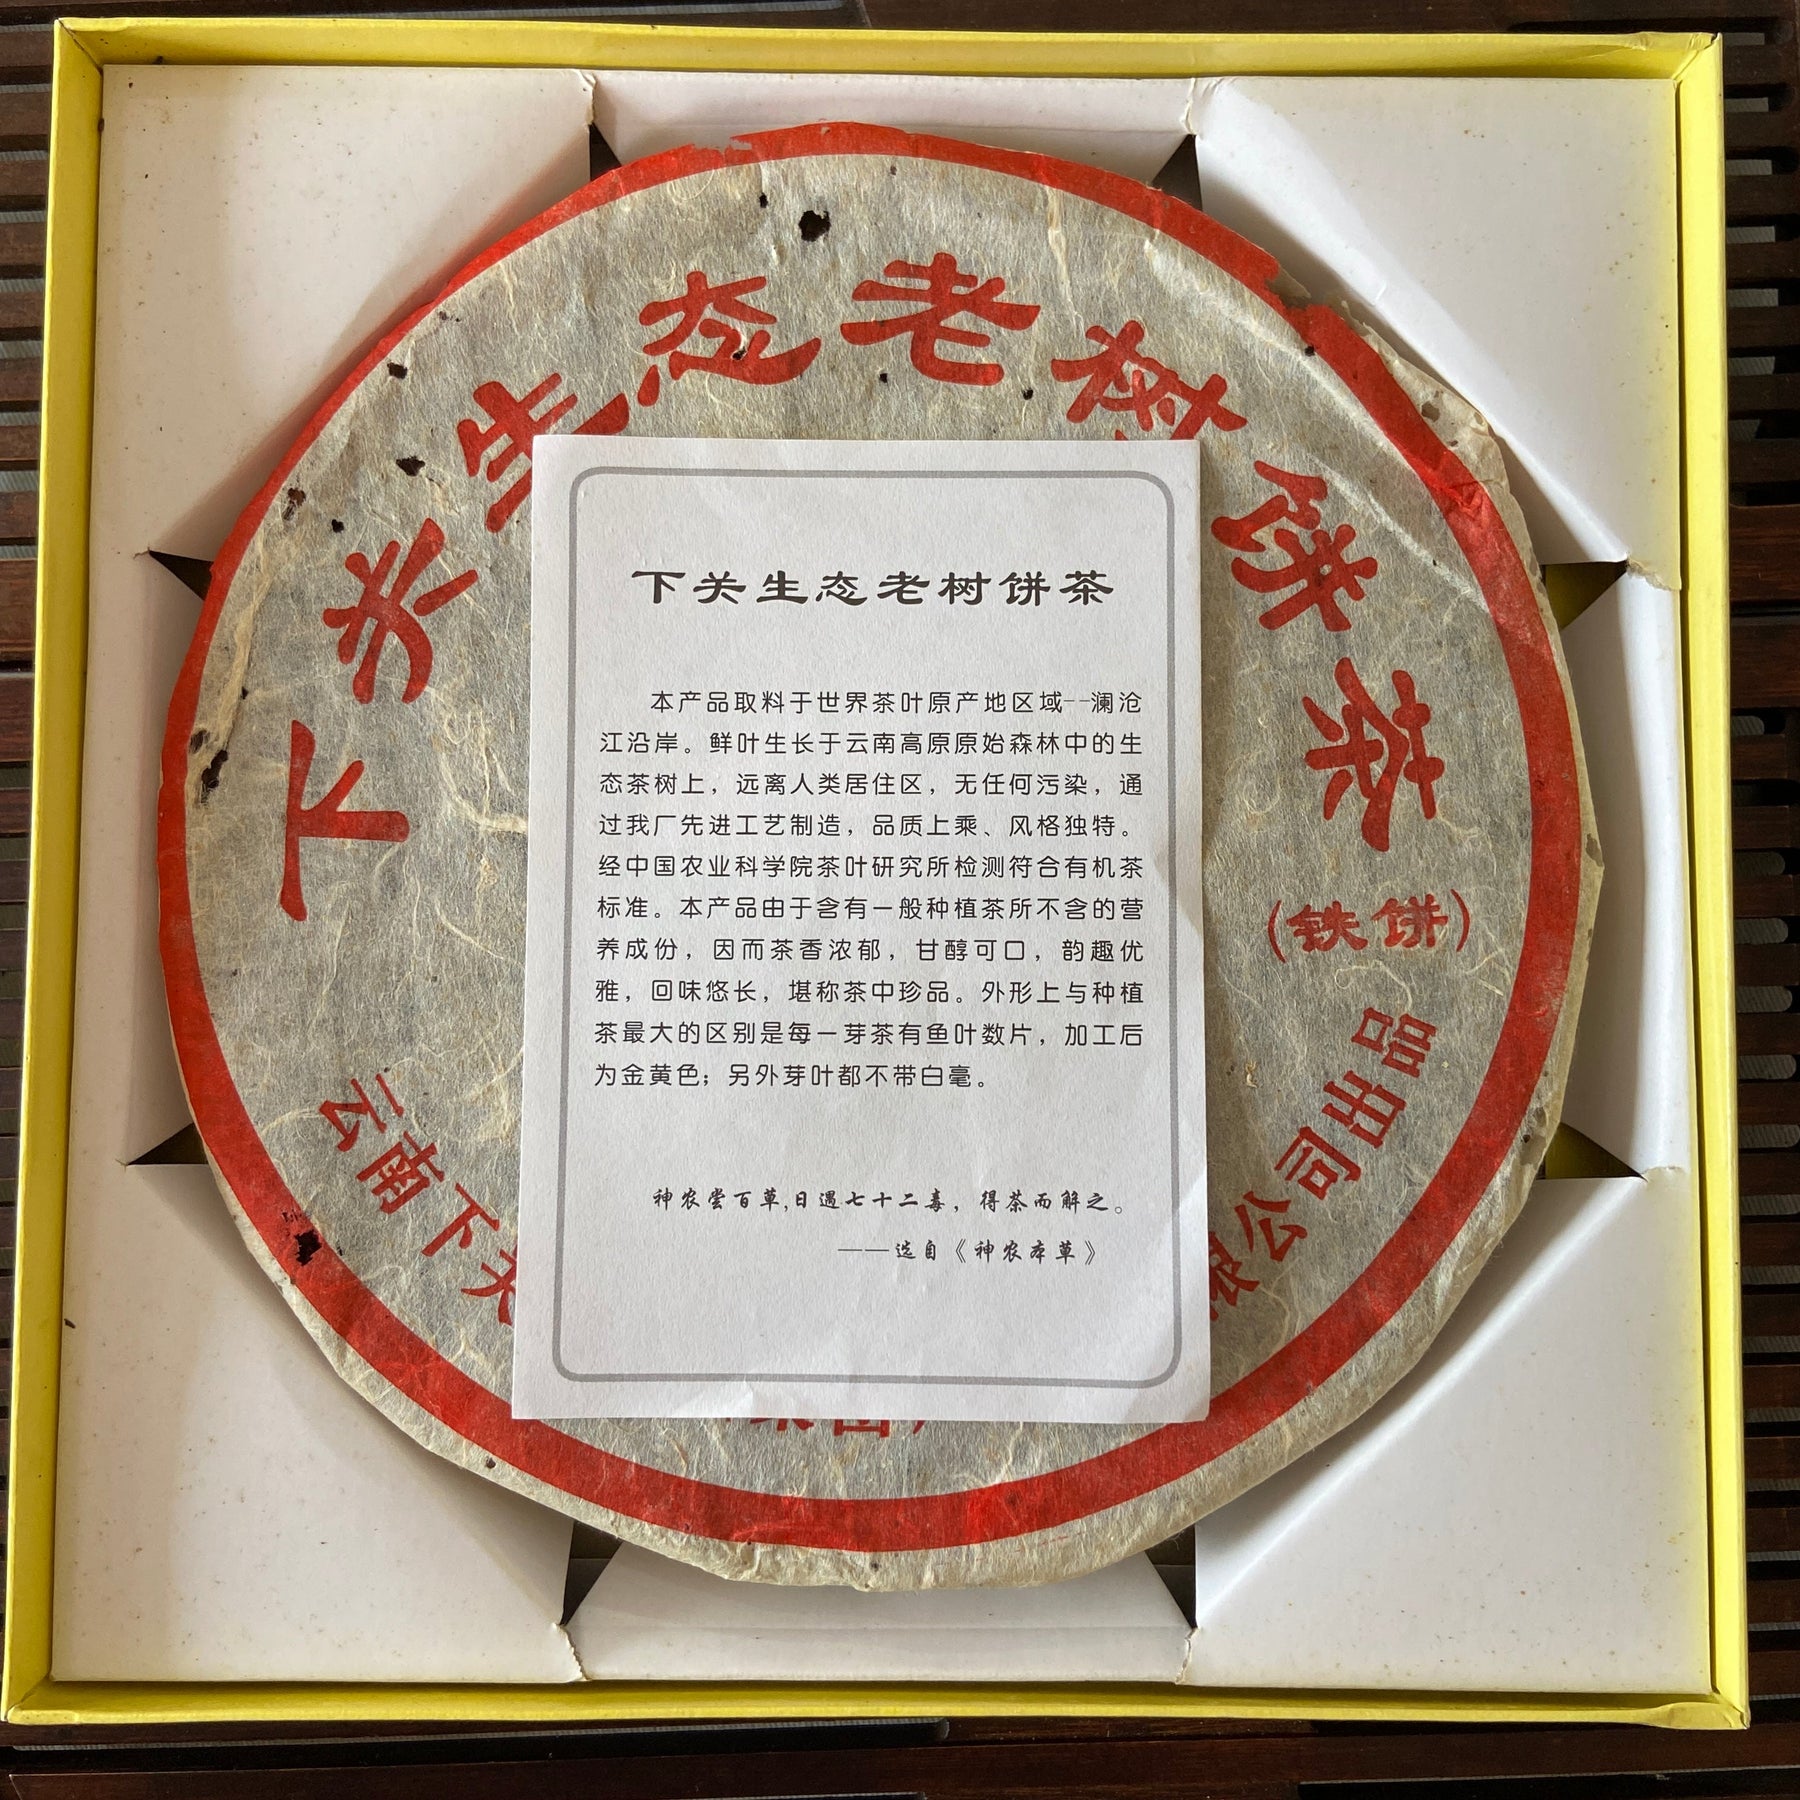 下关生态老树饼茶
(铁饼)
下关生态老树饼茶
本产品取料于世界茶叶原产地区域--澜沧
江沿岸。鲜叶生长于云南高原原始森林中的生
态茶树上，远离人类居住区，无任何污染，通
过我厂先进工艺制造，品质上乘、风格独特。
经中国农业科学院茶叶研究所检测符合有机茶
标准。本产品由于含有一般种植茶所不含的营
养成份，因而茶香浓郁，甘醇可口，韵趣优
雅，回味悠长，堪称茶中珍品。外形上与种植
茶最大的区别是每一芽茶有鱼叶数片，加工后
为金黄色；另外芽叶都不带白毫。
神农尝百草,日遇七十二毒，得茶而解之。
——选自《神农本草》
云南下关
限公司出品